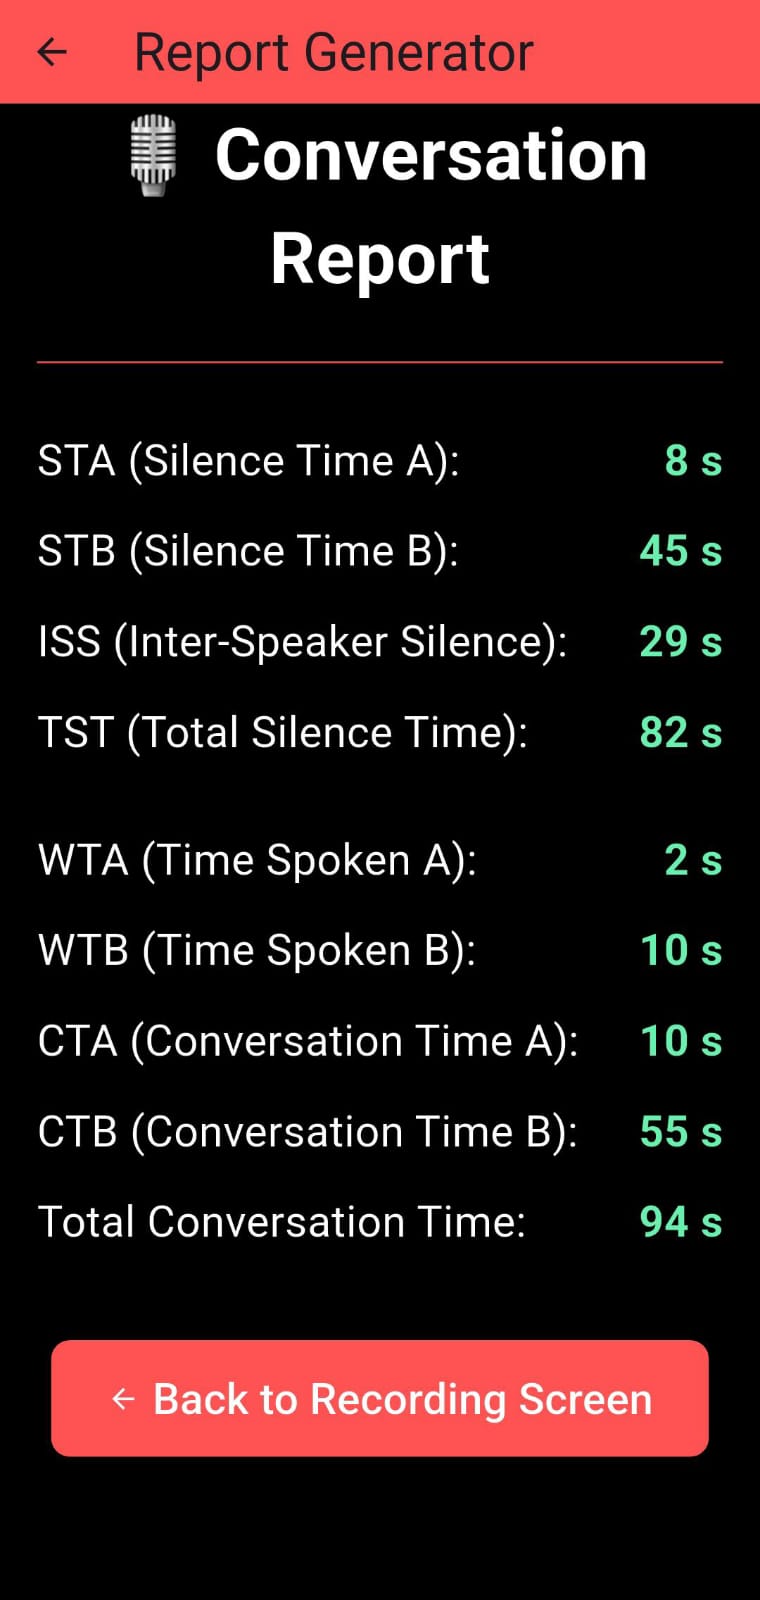 Report Generator
Conversation
Report
STA (Silence Time A): 8 s
STB (Silence Time B): 45 s
ISS (Inter-Speaker Silence): 29 s
TST (Total Silence Time): 82 s
WTA (Time Spoken A): 2 s
WTB (Time Spoken B): 10 s
CTA (Conversation Time A): 10 s
CTB (Conversation Time B): 55 s
Total Conversation Time: 94 s
Back to Recording Screen